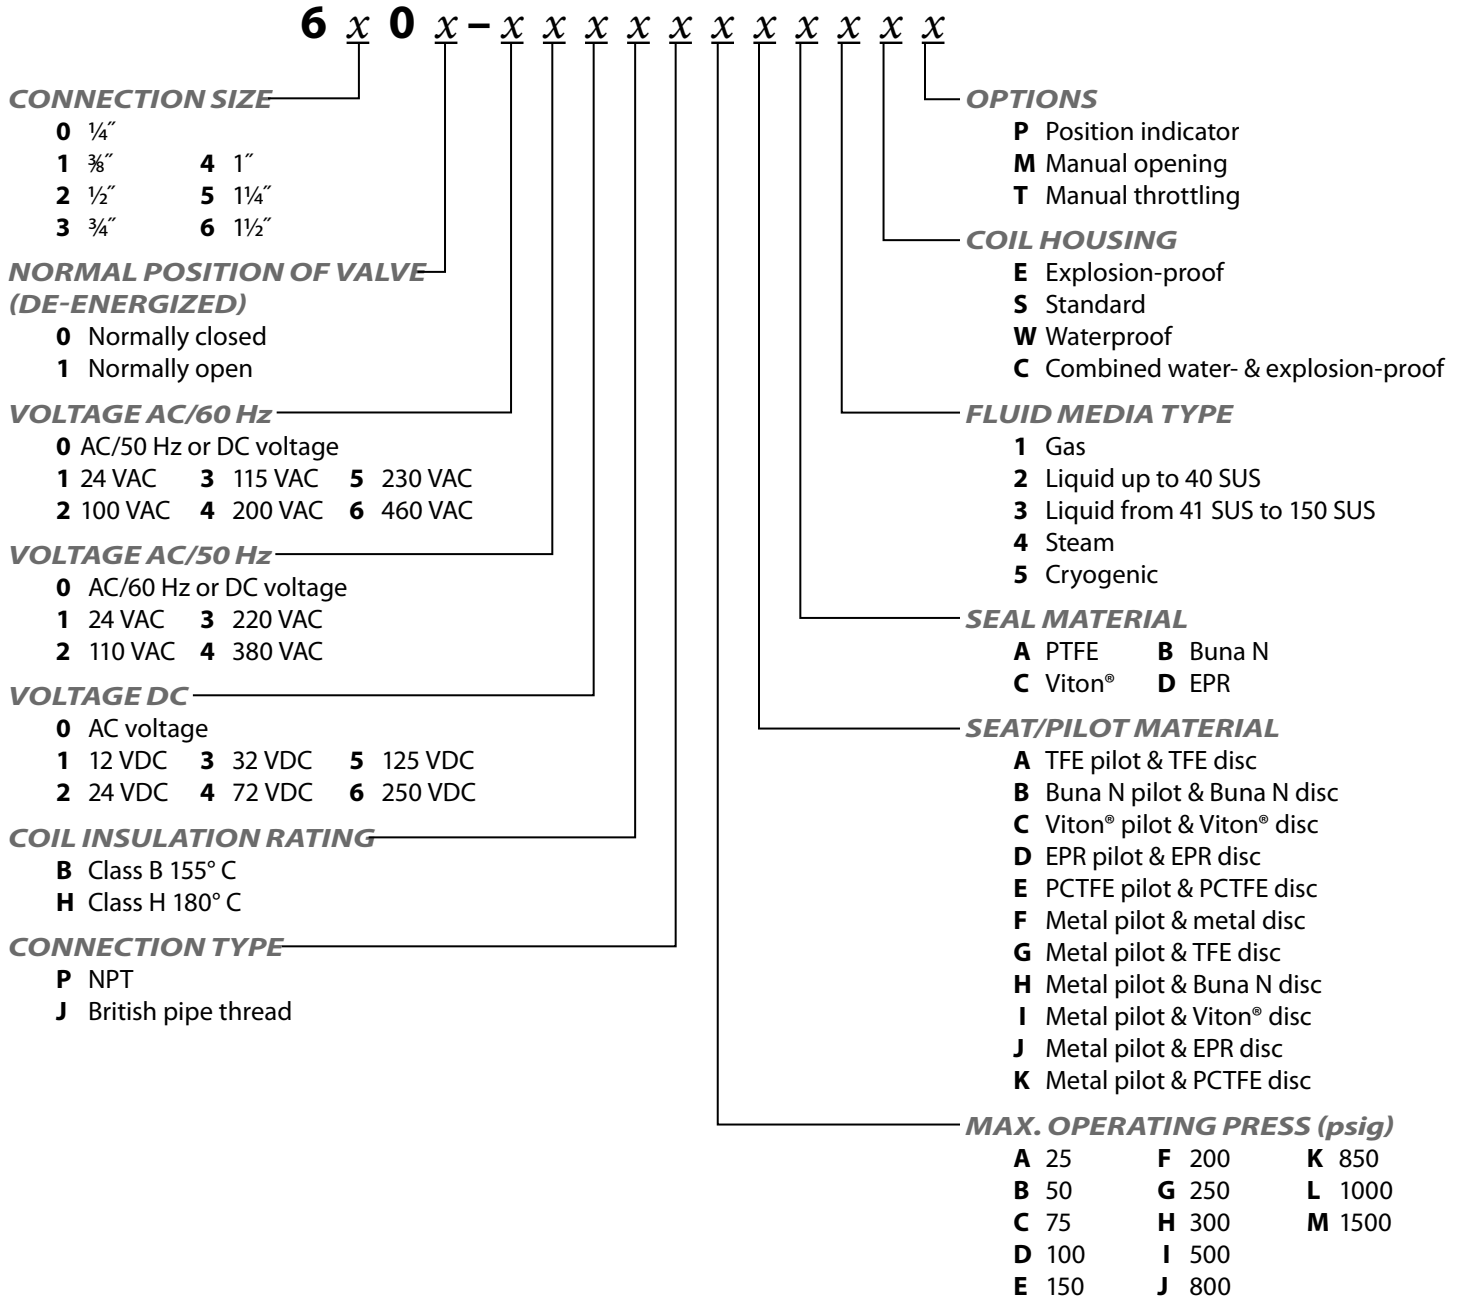 6 x 0 x – x x x x x x x x x x x
CONNECTION SIZE
0 ¼″
1 ⅜″ 4 1″
2 ½″ 5 1¼″
3 ¾″ 6 1½″
NORMAL POSITION OF VALVE
(DE-ENERGIZED)
0 Normally closed
1 Normally open
VOLTAGE AC/60 Hz
0 AC/50 Hz or DC voltage
1 24 VAC 3 115 VAC 5 230 VAC
2 100 VAC 4 200 VAC 6 460 VAC
VOLTAGE AC/50 Hz
0 AC/60 Hz or DC voltage
1 24 VAC 3 220 VAC
2 110 VAC 4 380 VAC
VOLTAGE DC
0 AC voltage
1 12 VDC 3 32 VDC 5 125 VDC
2 24 VDC 4 72 VDC 6 250 VDC
COIL INSULATION RATING
B Class B 155° C
H Class H 180° C
CONNECTION TYPE
P NPT
J British pipe thread
OPTIONS
P Position indicator
M Manual opening
T Manual throttling
COIL HOUSING
E Explosion-proof
S Standard
W Waterproof
C Combined water- & explosion-proof
FLUID MEDIA TYPE
1 Gas
2 Liquid up to 40 SUS
3 Liquid from 41 SUS to 150 SUS
4 Steam
5 Cryogenic
SEAL MATERIAL
A PTFE B Buna N
C Viton® D EPR
SEAT/PILOT MATERIAL
A TFE pilot & TFE disc
B Buna N pilot & Buna N disc
C Viton® pilot & Viton® disc
D EPR pilot & EPR disc
E PCTFE pilot & PCTFE disc
F Metal pilot & metal disc
G Metal pilot & TFE disc
H Metal pilot & Buna N disc
I Metal pilot & Viton® disc
J Metal pilot & EPR disc
K Metal pilot & PCTFE disc
MAX. OPERATING PRESS (psig)
A 25 F 200 K 850
B 50 G 250 L 1000
C 75 H 300 M 1500
D 100 I 500
E 150 J 800